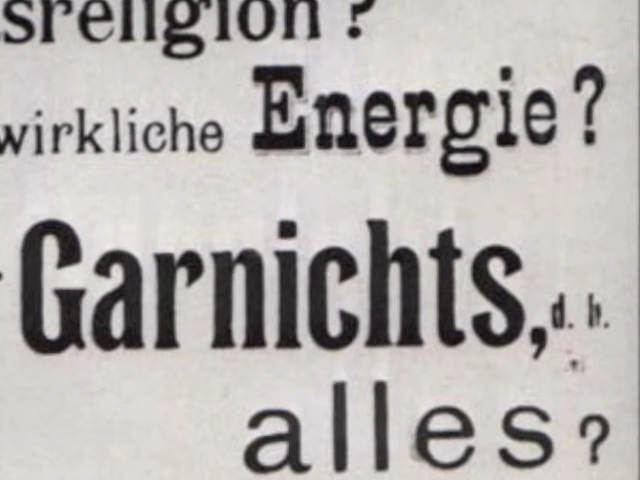 sreligion?
wirkliche Energie?
Garnichts, d. h.
alles?